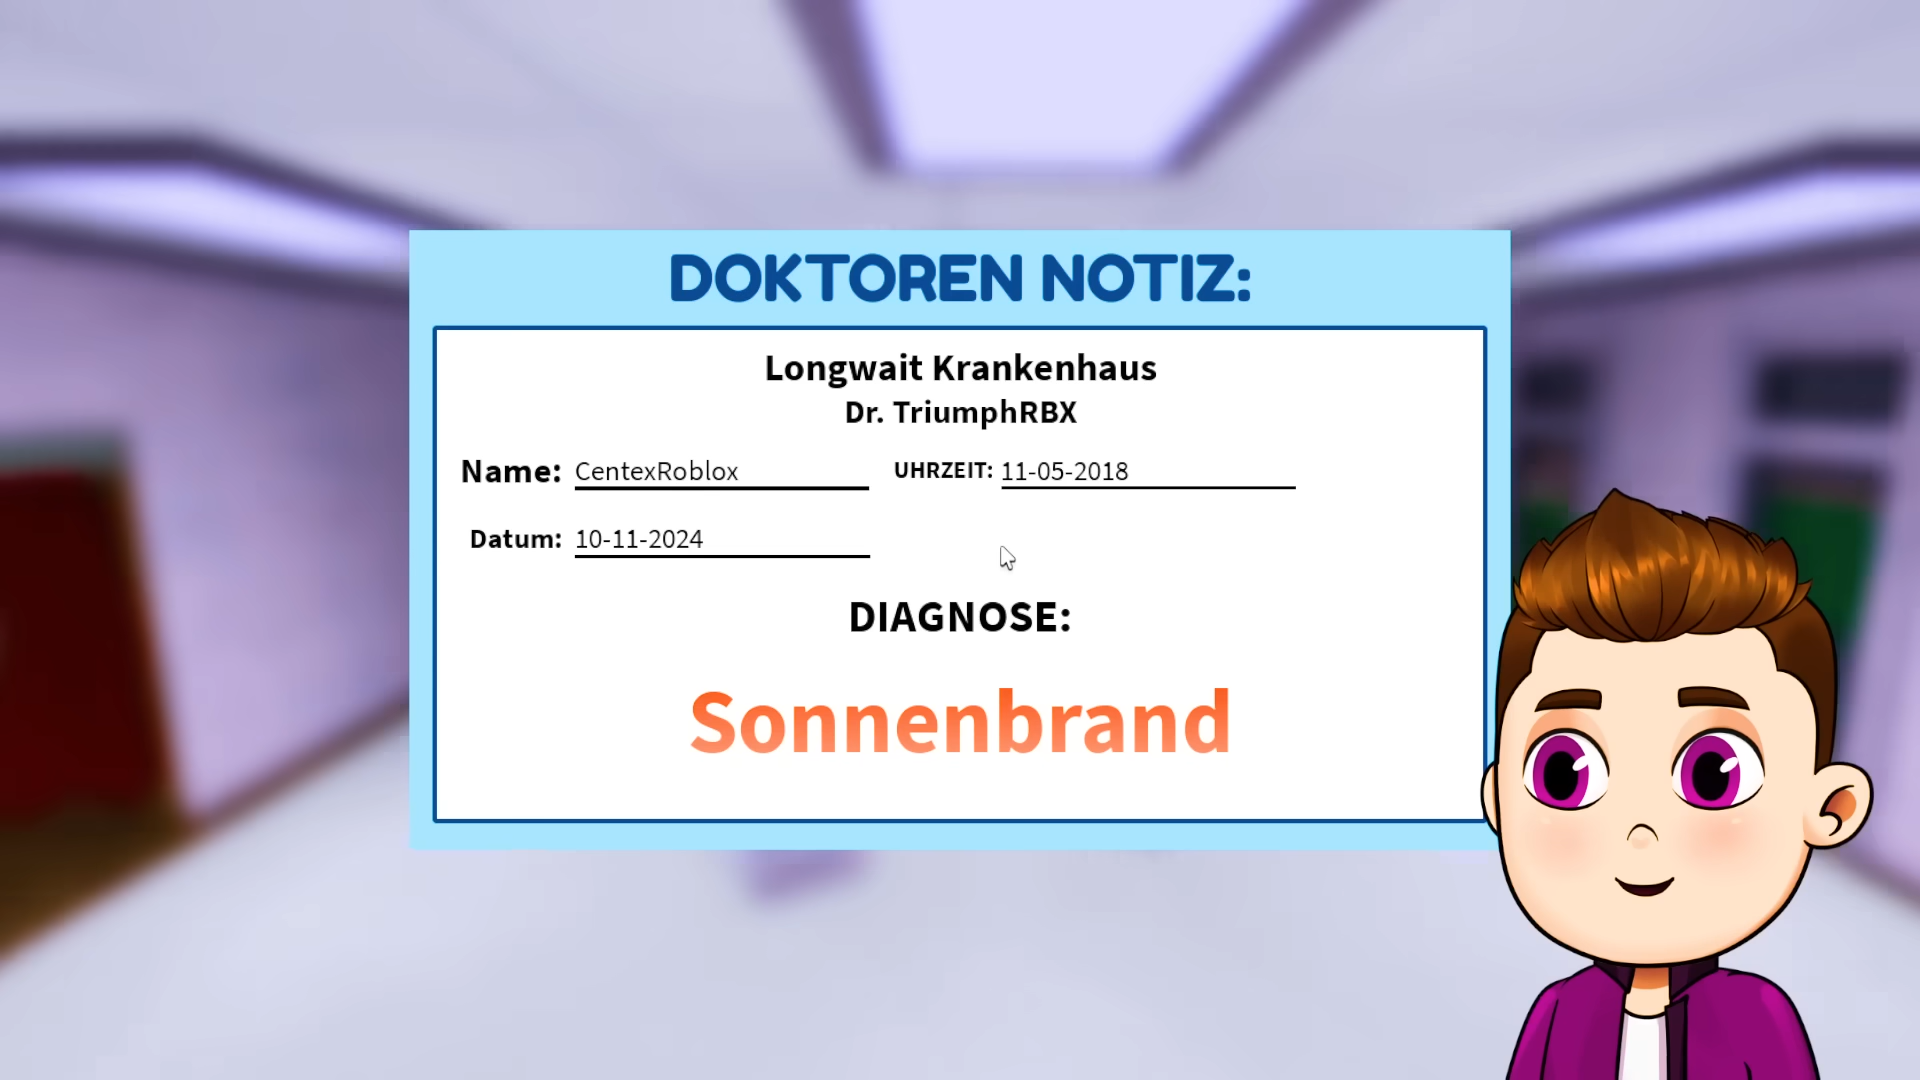 DOKTOREN NOTIZ:
Longwait Krankenhaus
Dr. TriumphRBX
Name: CentexRoblox UHRZEIT: 11-05-2018
Datum: 10-11-2024
DIAGNOSE:
Sonnenbrand